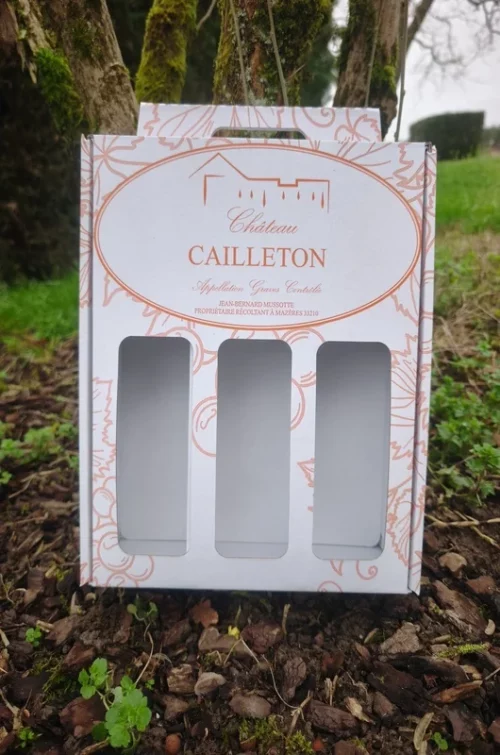 Château
CAILLETON
Appellation Graves Contrôlée
JEAN-BERNARD MUSSOTTE
PROPRIÉTAIRE RÉCOLTANT À MAZÈRES 33210